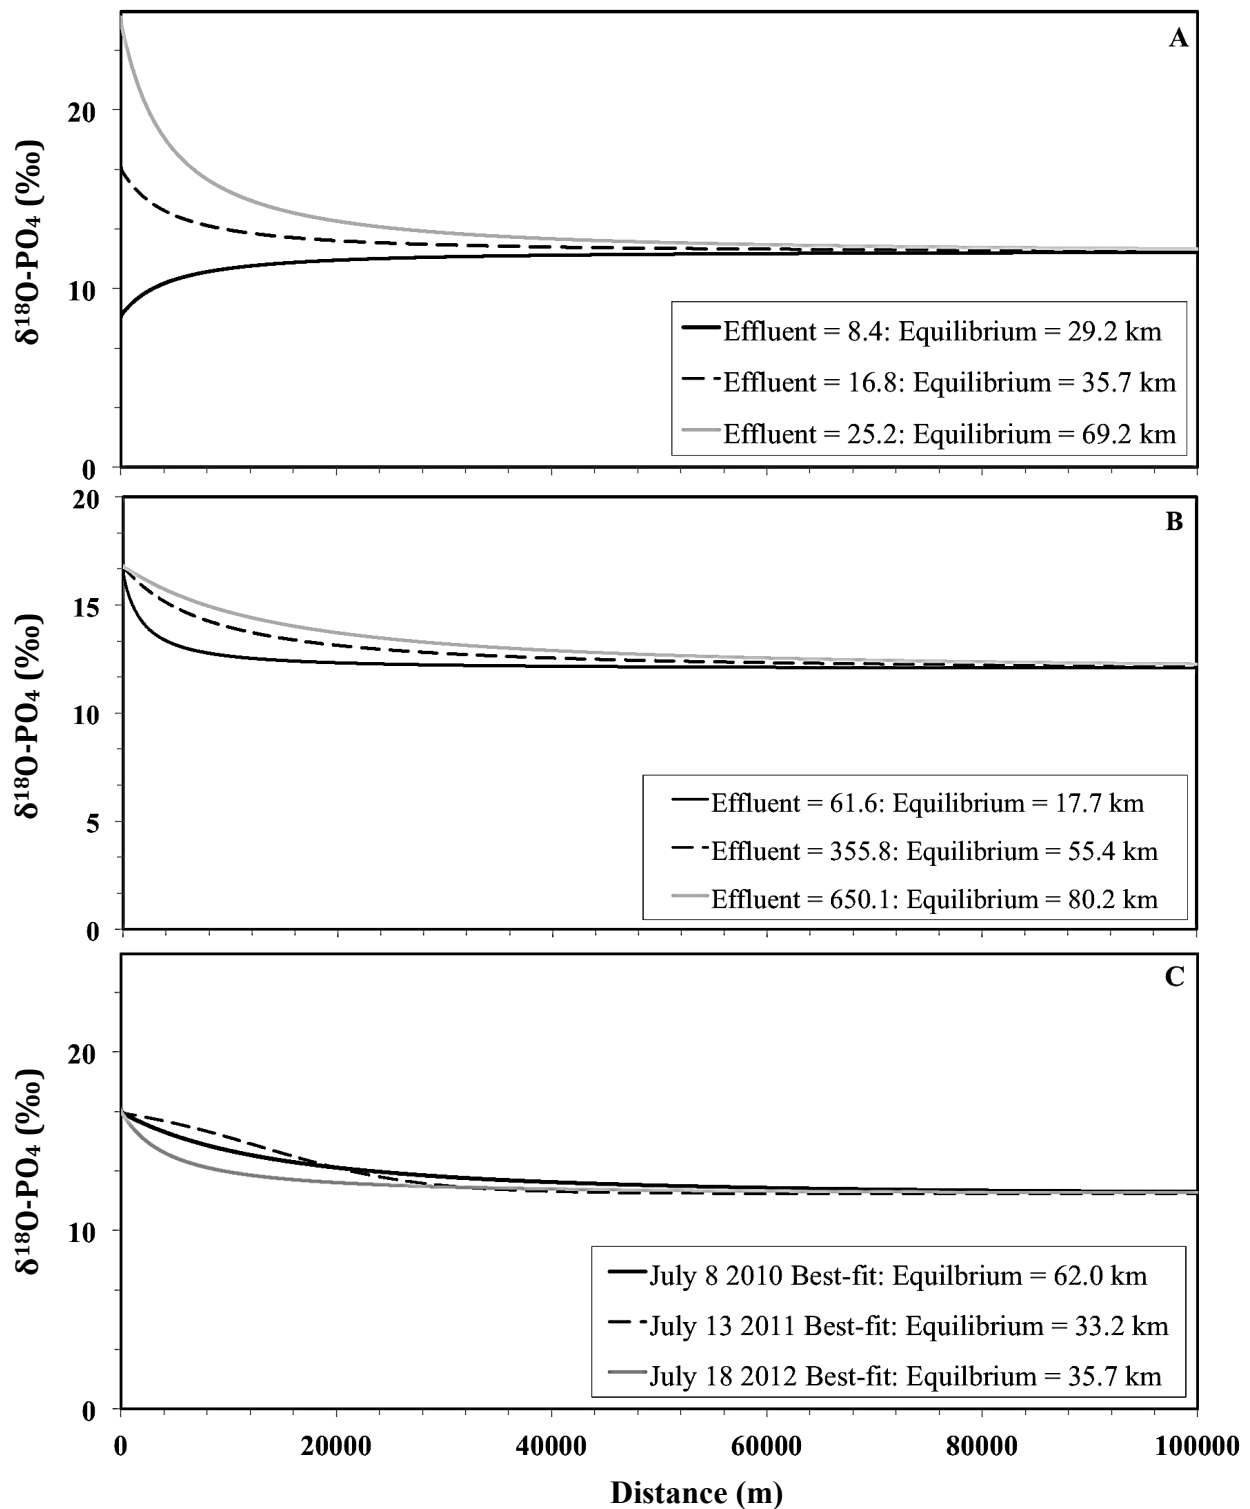 A
20
10
0
δ¹⁸O-PO₄ (‰)
Effluent = 8.4: Equilibrium = 29.2 km
Effluent = 16.8: Equilibrium = 35.7 km
Effluent = 25.2: Equilibrium = 69.2 km
B
20
15
10
5
0
δ¹⁸O-PO₄ (‰)
Effluent = 61.6: Equilibrium = 17.7 km
Effluent = 355.8: Equilibrium = 55.4 km
Effluent = 650.1: Equilibrium = 80.2 km
C
20
10
0
δ¹⁸O-PO₄ (‰)
July 8 2010 Best-fit: Equilbrium = 62.0 km
July 13 2011 Best-fit: Equilbrium = 33.2 km
July 18 2012 Best-fit: Equilbrium = 35.7 km
0 20000 40000 60000 80000 100000
Distance (m)